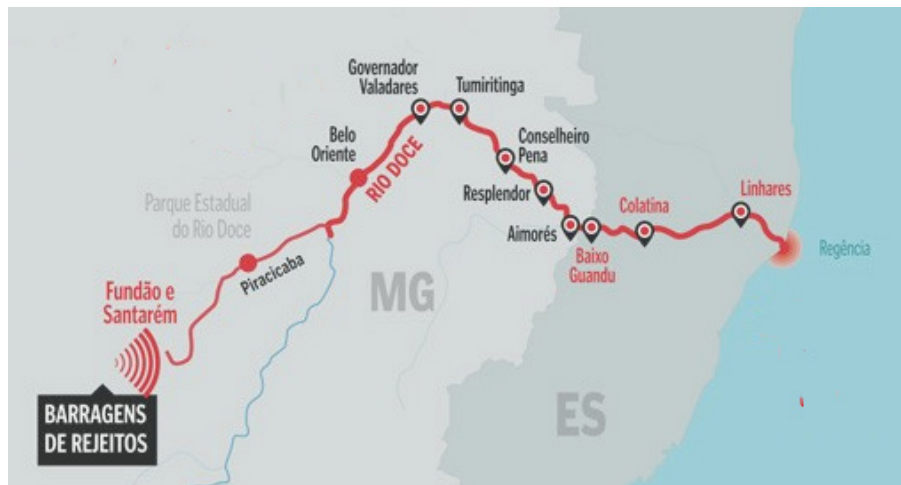 Governador
Valadares
Tumiritinga
Belo
Oriente
RIO DOCE
Conselheiro
Pena
Resplendor
Parque Estadual
do Rio Doce
Linhares
Colatina
Aimorés
Baixo
Guandu
Regência
Piracicaba
Fundão e
Santarém
MG
ES
BARRAGENS
DE REJEITOS